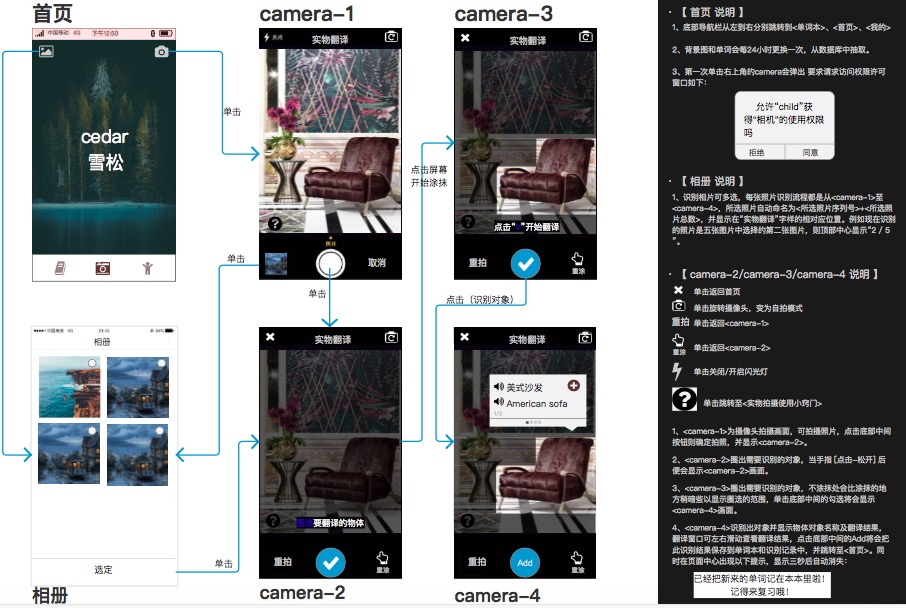 首页
中国移动 4G 下午12:50
cedar
雪松
单击
camera-1
关闭
实物翻译
照片
取消
单击
单击
camera-3
实物翻译
点击屏幕
开始涂抹
点击" "开始翻译
重拍
重涂
点击（识别对象）
相册
选定
单击
相册
实物翻译
要翻译的物体
重拍
重涂
camera-2
实物翻译
美式沙发
American sofa
1/3
重拍
Add
重涂
camera-4
· 【 首页 说明 】
1、底部导航栏从左到右分别跳转到<单词本>、<首页>、<我的>
2、背景图和单词会每24小时更换一次，从数据库中抽取。
3、第一次单击右上角的camera会弹出 要求请求访问权限许可
窗口如下：
允许"child"获
得"相机"的使用权限
吗
拒绝
同意
· 【 相册 说明 】
1、识别相片可多选，每张照片识别流程都是从<camera-1>至
<camera-4>，所选照片自动命名为<所选照片序列号>+<所选照
片总数>，并显示在"实物翻译"字样的相对应位置。例如现在识别
的照片是五张图片中选择的第二张图片，则顶部中心显示"2 / 5
"。
· 【 camera-2/camera-3/camera-4 说明 】
单击返回首页
单击旋转摄像头，变为自拍模式
重拍 单击返回<camera-1>
重涂 单击返回<camera-2>
单击关闭/开启闪光灯
? 单击跳转至<实物拍摄使用小窍门>
1、<camera-1>为摄像头拍摄画面，可拍摄照片，点击底部中间
按钮则确定拍照，并显示<camera-2>。
2、<camera-2>圈出需要识别的对象，当手指 [点击-松开] 后
便会显示<camera-2>画面。
3、<camera-3>圈出需要识别的对象，不涂抹处会比涂抹的地
方稍暗些以显示圈选的范围，单击底部中间的勾选将会显示
<camera-4>画面。
4、<camera-4>识别出对象并显示物体对象名称及翻译结果，
翻译窗口可左右滑动查看翻译结果，点击底部中间的Add将会把
此识别结果保存到单词本和识别记录中，并跳转至<首页>。同
时在页面中心出现以下提示，显示三秒后自动消失：
已经把新来的单词记在本本里啦！
记得来复习哦！